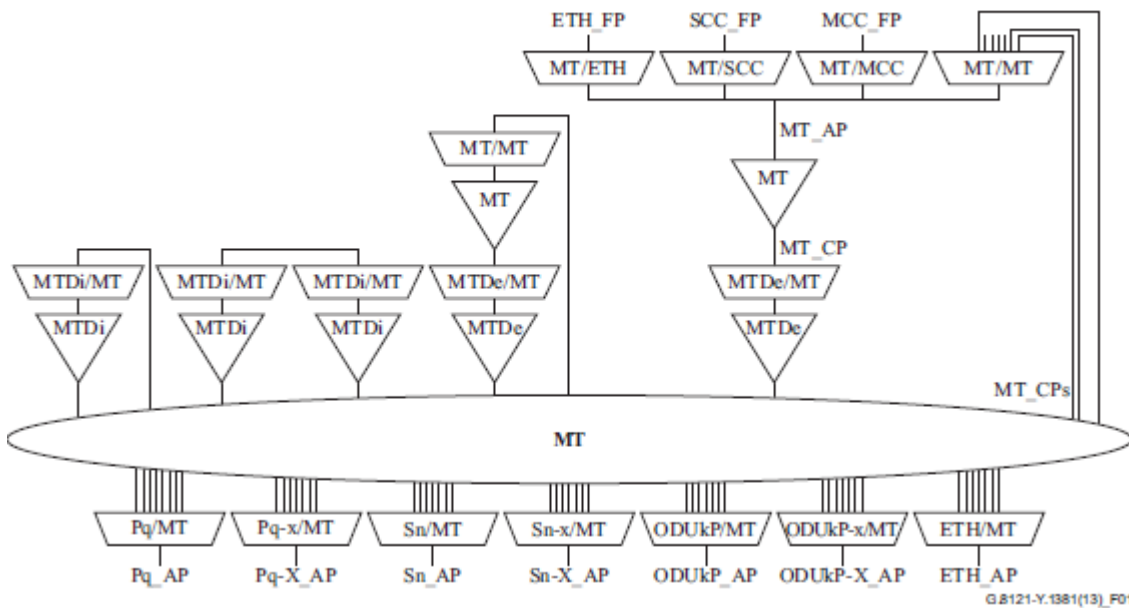 ETH_FP SCC_FP MCC_FP
MT/ETH MT/SCC MT/MCC MT/MT
MT_AP
MT/MT
MT
MT
MT_CP
MTDi/MT MTDi/MT MTDi/MT MTDe/MT MTDe/MT
MTDi MTDi MTDi MTDe MTDe
MT_CPs
MT
Pq/MT Pq-x/MT Sn/MT Sn-x/MT ODUkP/MT ODUkP-x/MT ETH/MT
Pq_AP Pq-X_AP Sn_AP Sn-X_AP ODUkP_AP ODUkP-X_AP ETH_AP